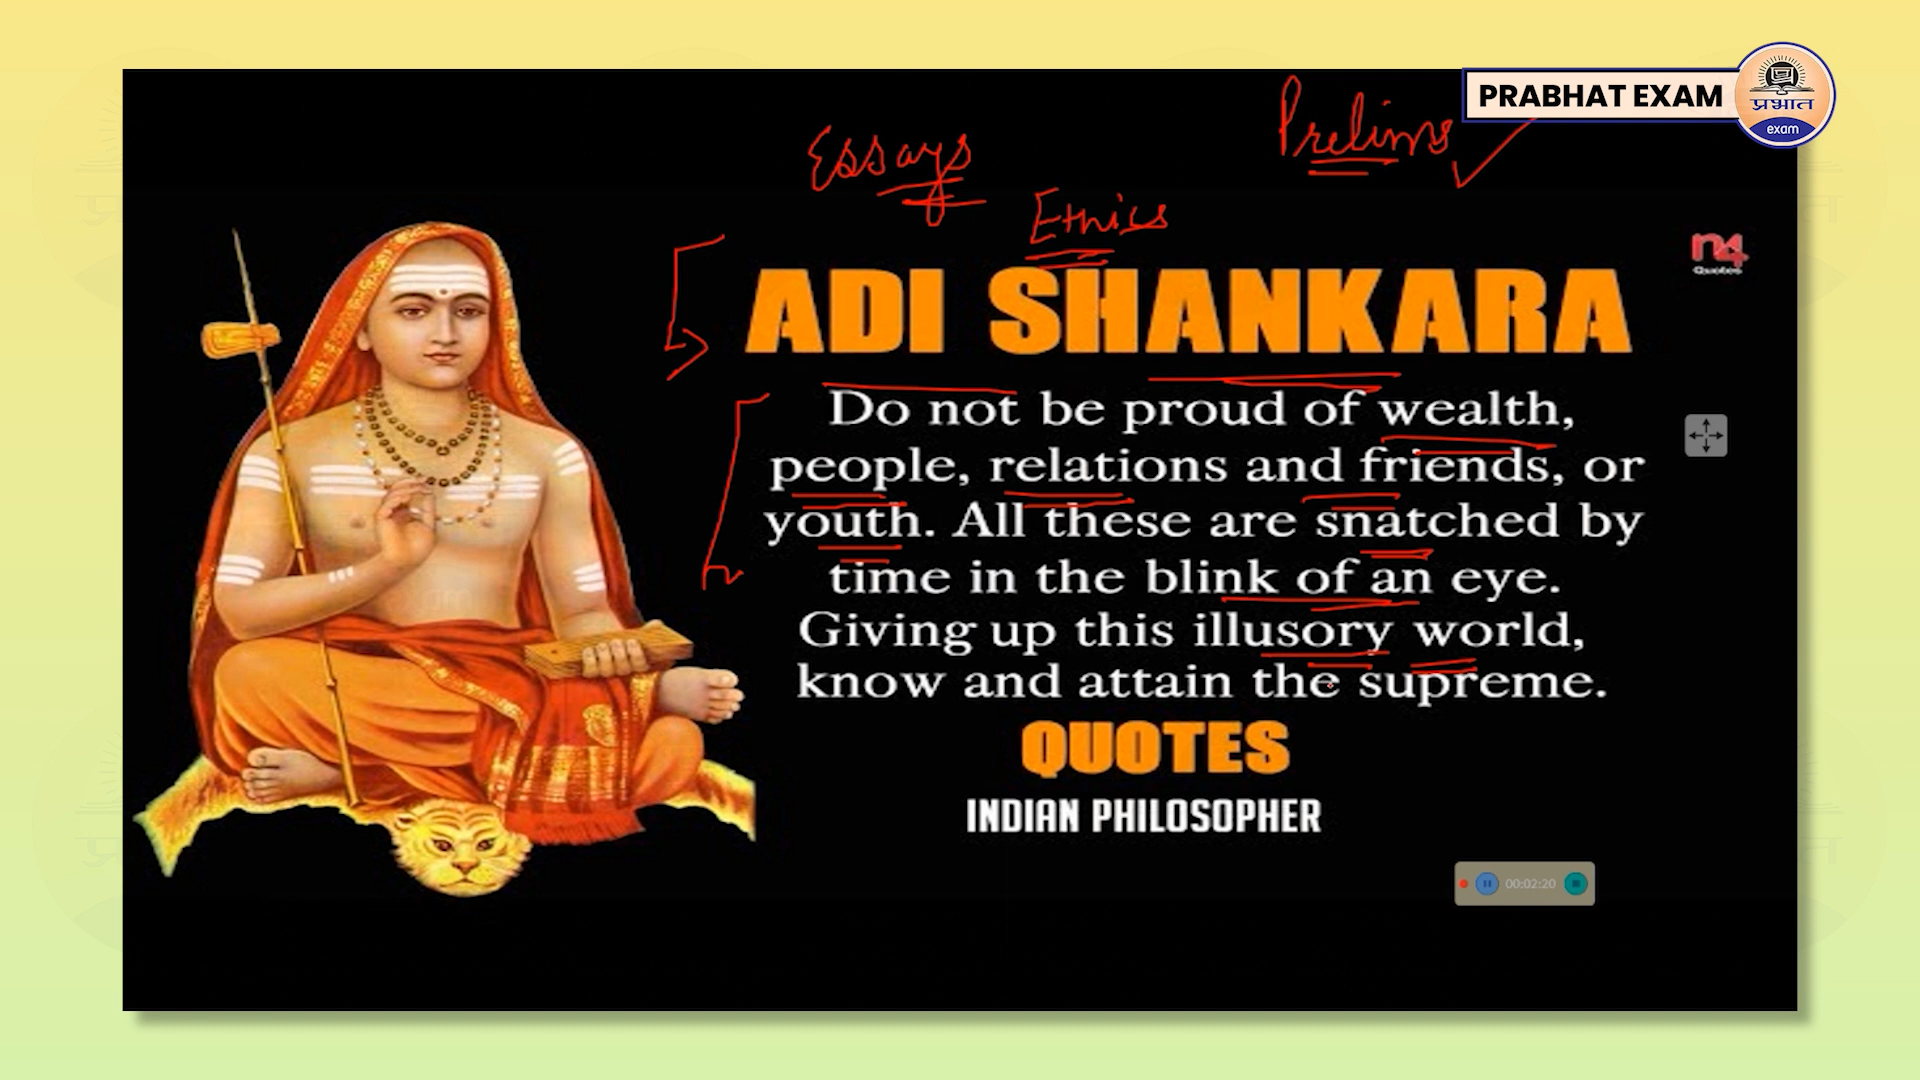 PRABHAT EXAM
प्रभात
exam
Prelims
Essays
Ethics
n4
Quotes
ADI SHANKARA
Do not be proud of wealth,
people, relations and friends, or
youth. All these are snatched by
time in the blink of an eye.
Giving up this illusory world,
know and attain the supreme.
QUOTES
INDIAN PHILOSOPHER
00:02:20